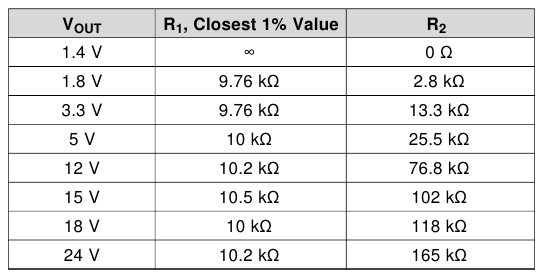 V_OUT R_1, Closest 1% Value R_2
1.4 V ∞ 0 Ω
1.8 V 9.76 kΩ 2.8 kΩ
3.3 V 9.76 kΩ 13.3 kΩ
5 V 10 kΩ 25.5 kΩ
12 V 10.2 kΩ 76.8 kΩ
15 V 10.5 kΩ 102 kΩ
18 V 10 kΩ 118 kΩ
24 V 10.2 kΩ 165 kΩ